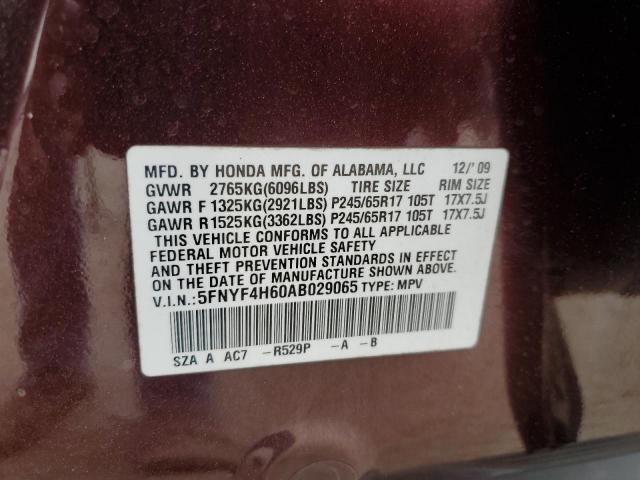 MFD. BY HONDA MFG. OF ALABAMA, LLC 12/'09
GVWR 2765KG(6096LBS) TIRE SIZE RIM SIZE
GAWR F 1325KG(2921LBS) P245/65R17 105T 17X7.5J
GAWR R1525KG(3362LBS) P245/65R17 105T 17X7.5J
THIS VEHICLE CONFORMS TO ALL APPLICABLE
FEDERAL MOTOR VEHICLE SAFETY
AND THEFT PREVENTION STANDARDS IN EFFECT
ON THE DATE OF MANUFACTURE SHOWN ABOVE.
V.I.N.: 5FNYF4H60AB029065 TYPE: MPV
SZA A AC7 -R529P -A -B